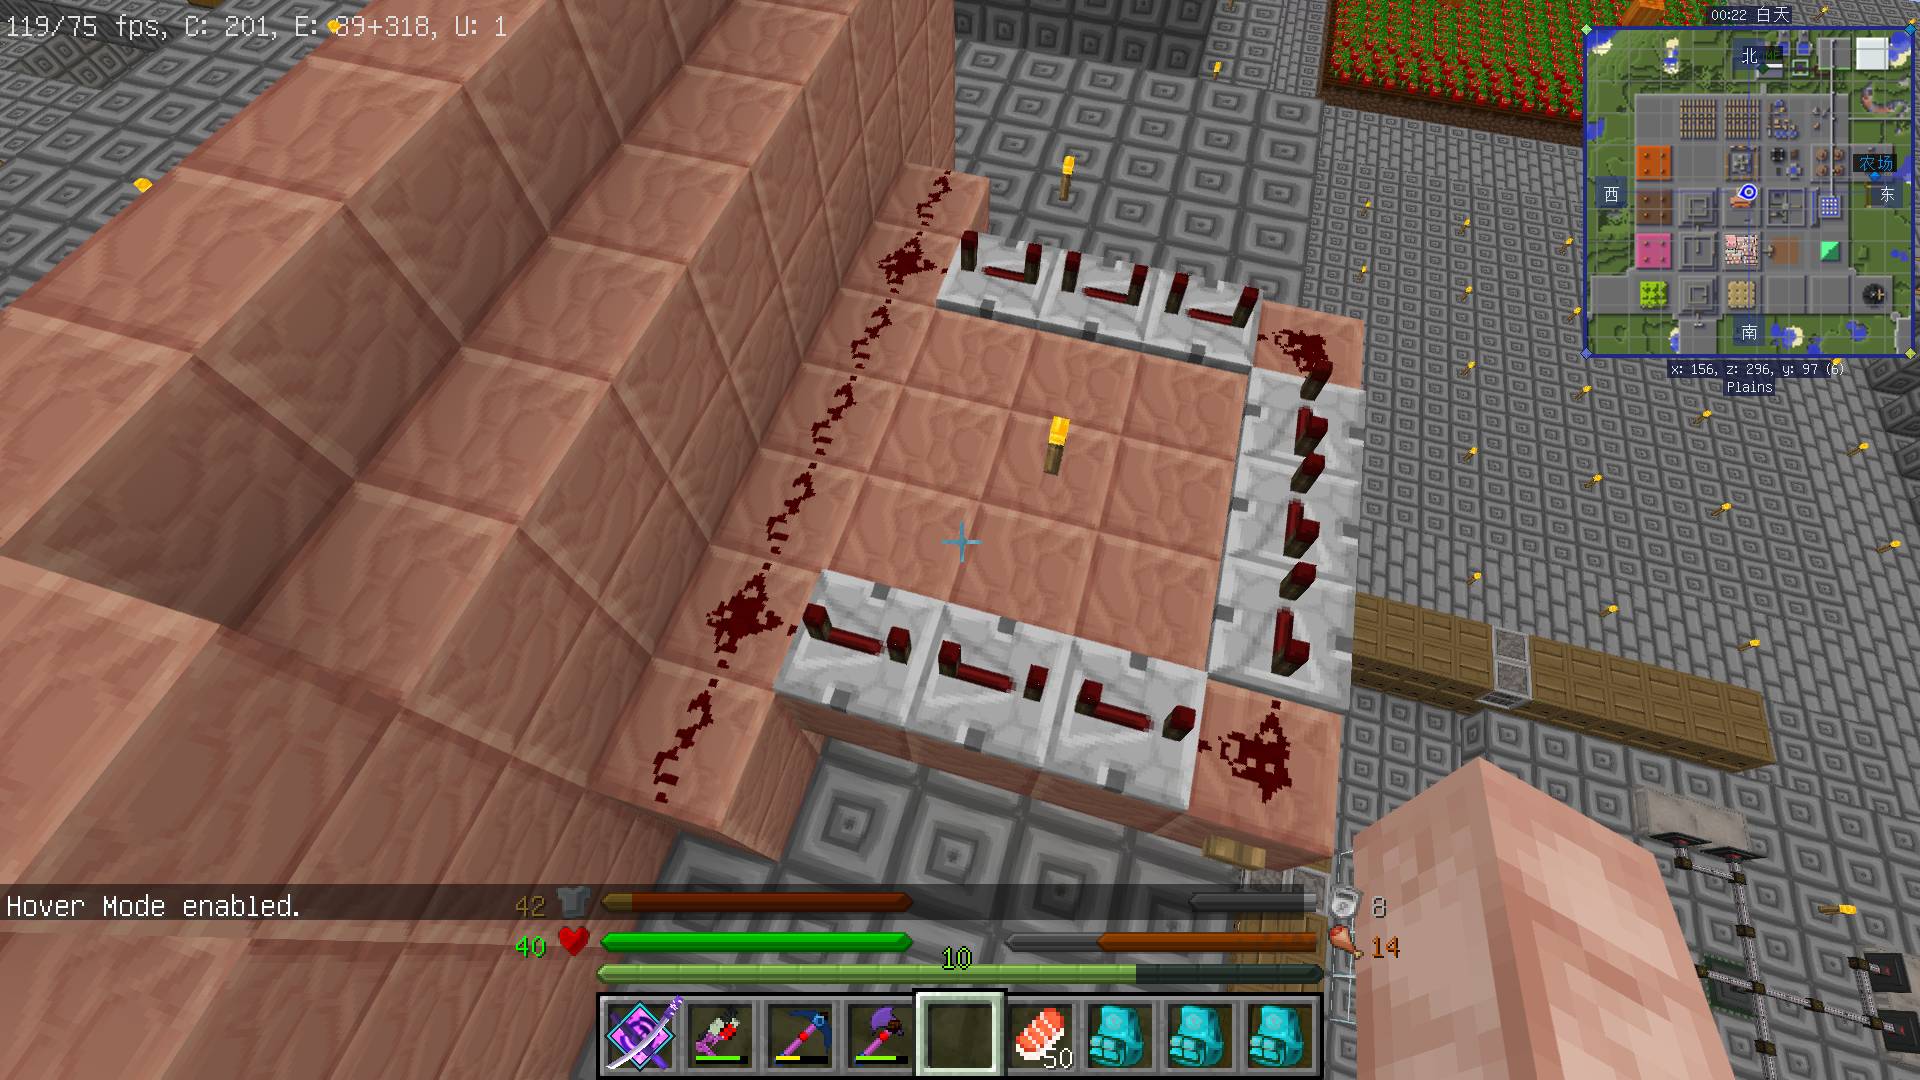 119/75 fps, C: 201, E: 89+318, U: 1
00:22 白天
北
农场
西
东
南
x: 156, z: 296, y: 97 (6)
Plains
Hover Mode enabled.
42
8
40
14
10
50